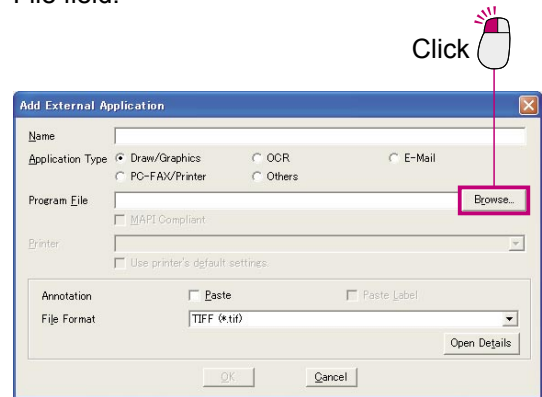 File field.
Click
Add External Application
Name
Application Type Draw/Graphics OCR E-Mail
PC-FAX/Printer Others
Program File Browse...
MAPI Compliant
Printer
Use printer's default settings
Annotation Paste Paste Label
File Format TIFF (*.tif)
Open Details
OK Cancel